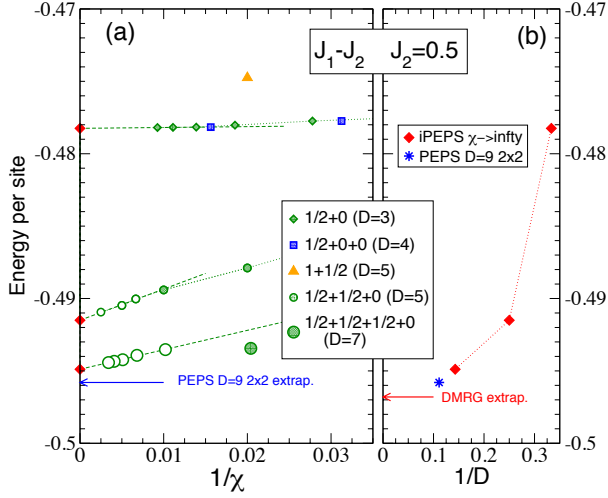 -0.47
-0.47
(a)
J1-J2 J2=0.5
(b)
-0.48
-0.48
iPEPS χ->infty
PEPS D=9 2x2
Energy per site
1/2+0 (D=3)
1/2+0+0 (D=4)
1+1/2 (D=5)
1/2+1/2+0 (D=5)
1/2+1/2+1/2+0
(D=7)
-0.49
-0.49
PEPS D=9 2x2 extrap.
DMRG extrap.
-0.5
-0.5
0
0.01
0.02
0.03
0
0.1
0.2
0.3
1/χ
1/D